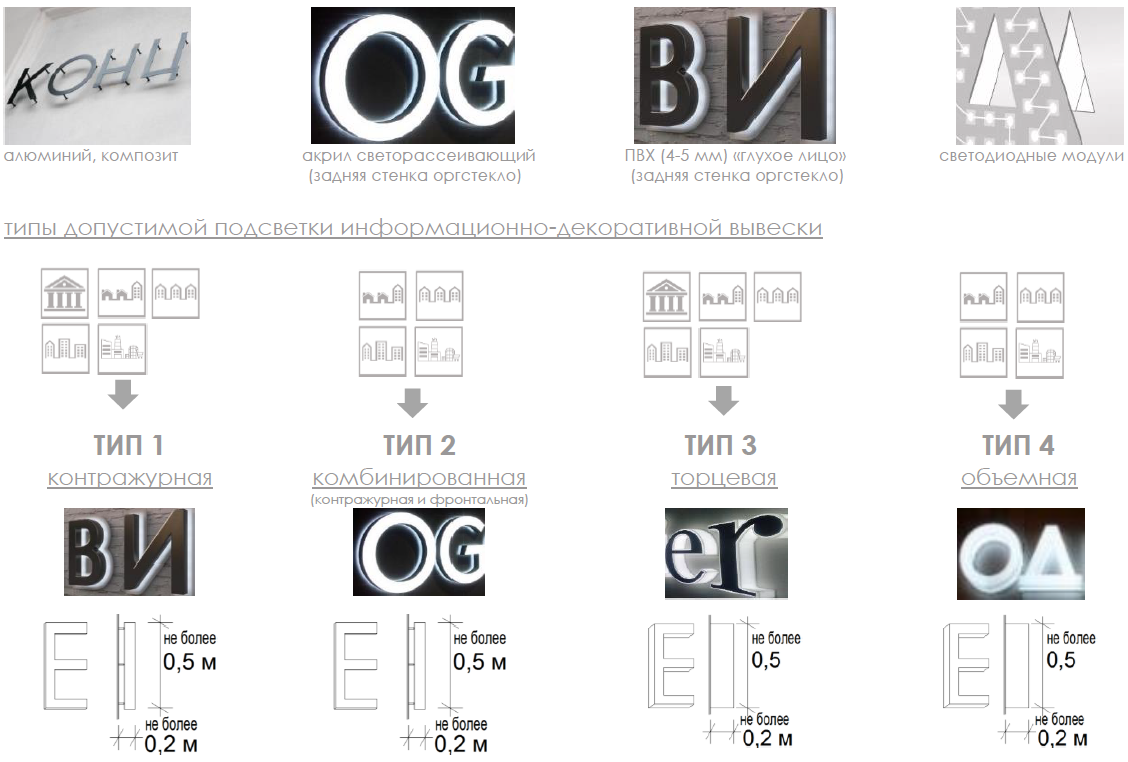 КОНЦ
OG
ВИ
алюминий, композит
акрил светорассеивающий
(задняя стенка оргстекло)
ПВХ (4-5 мм) «глухое лицо»
(задняя стенка оргстекло)
светодиодные модули
типы допустимой подсветки информационно-декоративной вывески
ТИП 1
контражурная
ТИП 2
комбинированная
(контражурная и фронтальная)
ТИП 3
торцевая
ТИП 4
объемная
ВИ
OG
er
ОД
Е
не более
0,5 м
не более
0,2 м
Е
не более
0,5 м
не более
0,2 м
Е
не более
0,5
не более
0,2 м
Е
не более
0,5
не более
0,2 м